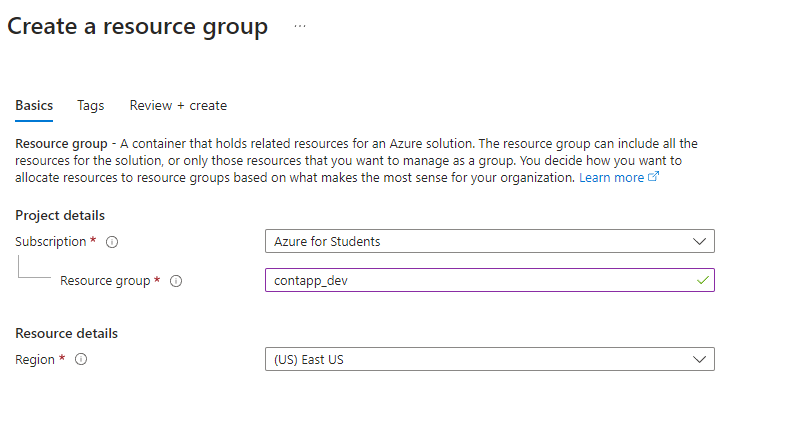 Create a resource group ...
Basics Tags Review + create
Resource group - A container that holds related resources for an Azure solution. The resource group can include all the
resources for the solution, or only those resources that you want to manage as a group. You decide how you want to
allocate resources to resource groups based on what makes the most sense for your organization. Learn more
Project details
Subscription * Azure for Students
Resource group * contapp_dev
Resource details
Region * (US) East US